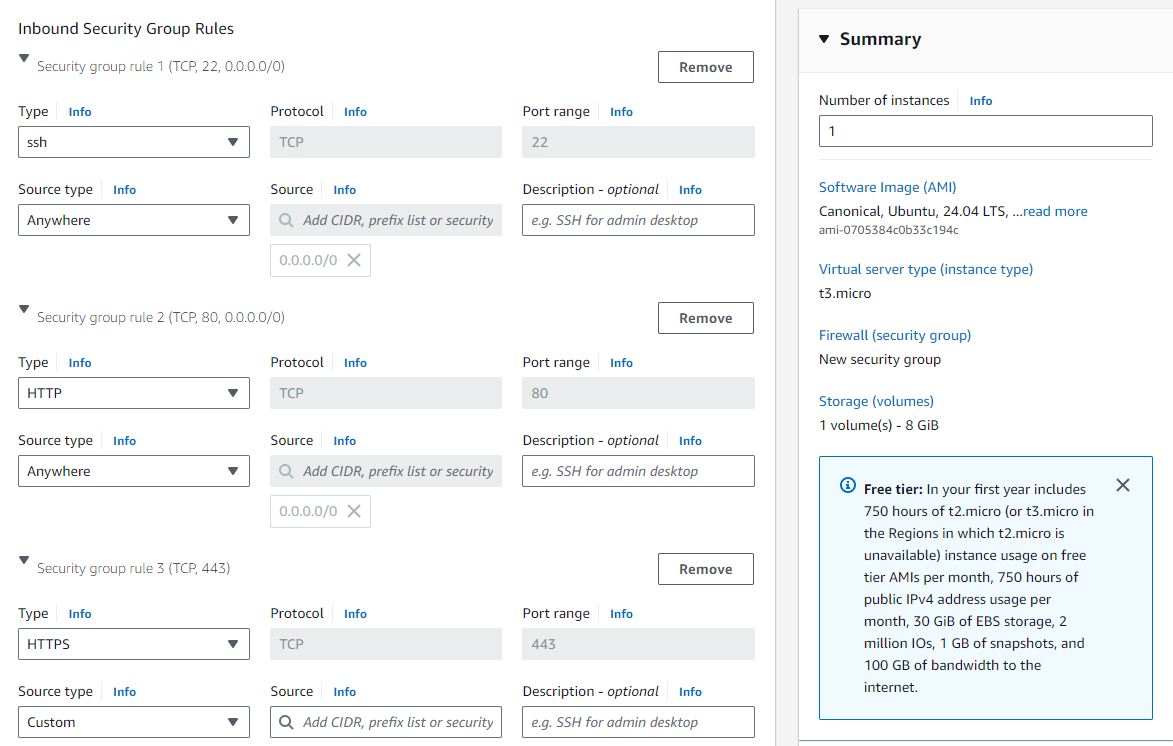 Inbound Security Group Rules
Security group rule 1 (TCP, 22, 0.0.0.0/0)
Remove
Type Info Protocol Info Port range Info
ssh TCP 22
Source type Info Source Info Description - optional Info
Anywhere Add CIDR, prefix list or security e.g. SSH for admin desktop
0.0.0.0/0
Security group rule 2 (TCP, 80, 0.0.0.0/0)
Remove
Type Info Protocol Info Port range Info
HTTP TCP 80
Source type Info Source Info Description - optional Info
Anywhere Add CIDR, prefix list or security e.g. SSH for admin desktop
0.0.0.0/0
Security group rule 3 (TCP, 443)
Remove
Type Info Protocol Info Port range Info
HTTPS TCP 443
Source type Info Source Info Description - optional Info
Custom Add CIDR, prefix list or security e.g. SSH for admin desktop
Summary
Number of instances Info
1
Software Image (AMI)
Canonical, Ubuntu, 24.04 LTS, ...read more
ami-0705384c0b33c194c
Virtual server type (instance type)
t3.micro
Firewall (security group)
New security group
Storage (volumes)
1 volume(s) - 8 GiB
Free tier: In your first year includes
750 hours of t2.micro (or t3.micro in
the Regions in which t2.micro is
unavailable) instance usage on free
tier AMIs per month, 750 hours of
public IPv4 address usage per
month, 30 GiB of EBS storage, 2
million IOs, 1 GB of snapshots, and
100 GB of bandwidth to the
internet.